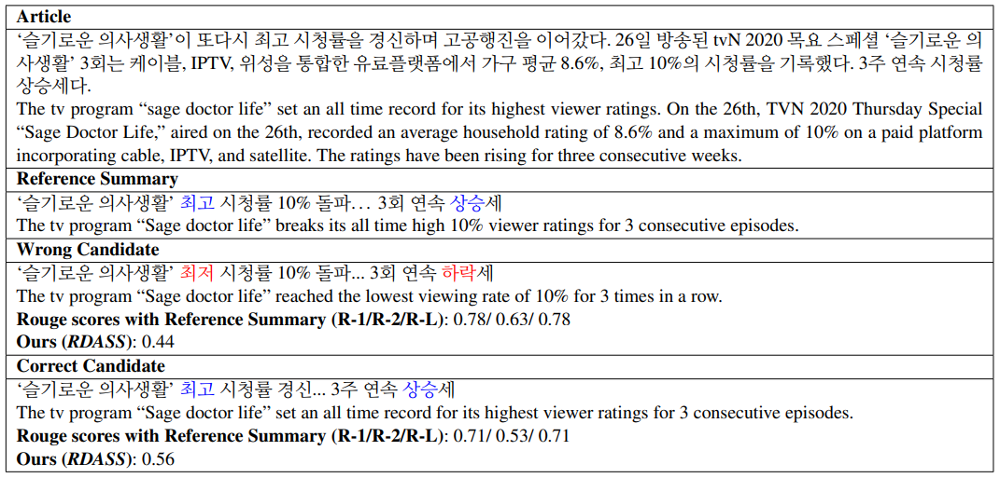 Article
‘슬기로운 의사생활’이 또다시 최고 시청률을 경신하며 고공행진을 이어갔다. 26일 방송된 tvN 2020 목요 스페셜 ‘슬기로운 의
사생활’ 3회는 케이블, IPTV, 위성을 통합한 유료플랫폼에서 가구 평균 8.6%, 최고 10%의 시청률을 기록했다. 3주 연속 시청률
상승세다.
The tv program “sage doctor life” set an all time record for its highest viewer ratings. On the 26th, TVN 2020 Thursday Special
“Sage Doctor Life,” aired on the 26th, recorded an average household rating of 8.6% and a maximum of 10% on a paid platform
incorporating cable, IPTV, and satellite. The ratings have been rising for three consecutive weeks.
Reference Summary
‘슬기로운 의사생활’ 최고 시청률 10% 돌파... 3회 연속 상승세
The tv program “Sage doctor life” breaks its all time high 10% viewer ratings for 3 consecutive episodes.
Wrong Candidate
‘슬기로운 의사생활’ 최저 시청률 10% 돌파... 3회 연속 하락세
The tv program “Sage doctor life” reached the lowest viewing rate of 10% for 3 times in a row.
Rouge scores with Reference Summary (R-1/R-2/R-L): 0.78/ 0.63/ 0.78
Ours (RDASS): 0.44
Correct Candidate
‘슬기로운 의사생활’ 최고 시청률 경신... 3주 연속 상승세
The tv program “Sage doctor life” set an all time record for its highest viewer ratings for 3 consecutive episodes.
Rouge scores with Reference Summary (R-1/R-2/R-L): 0.71/ 0.53/ 0.71
Ours (RDASS): 0.56